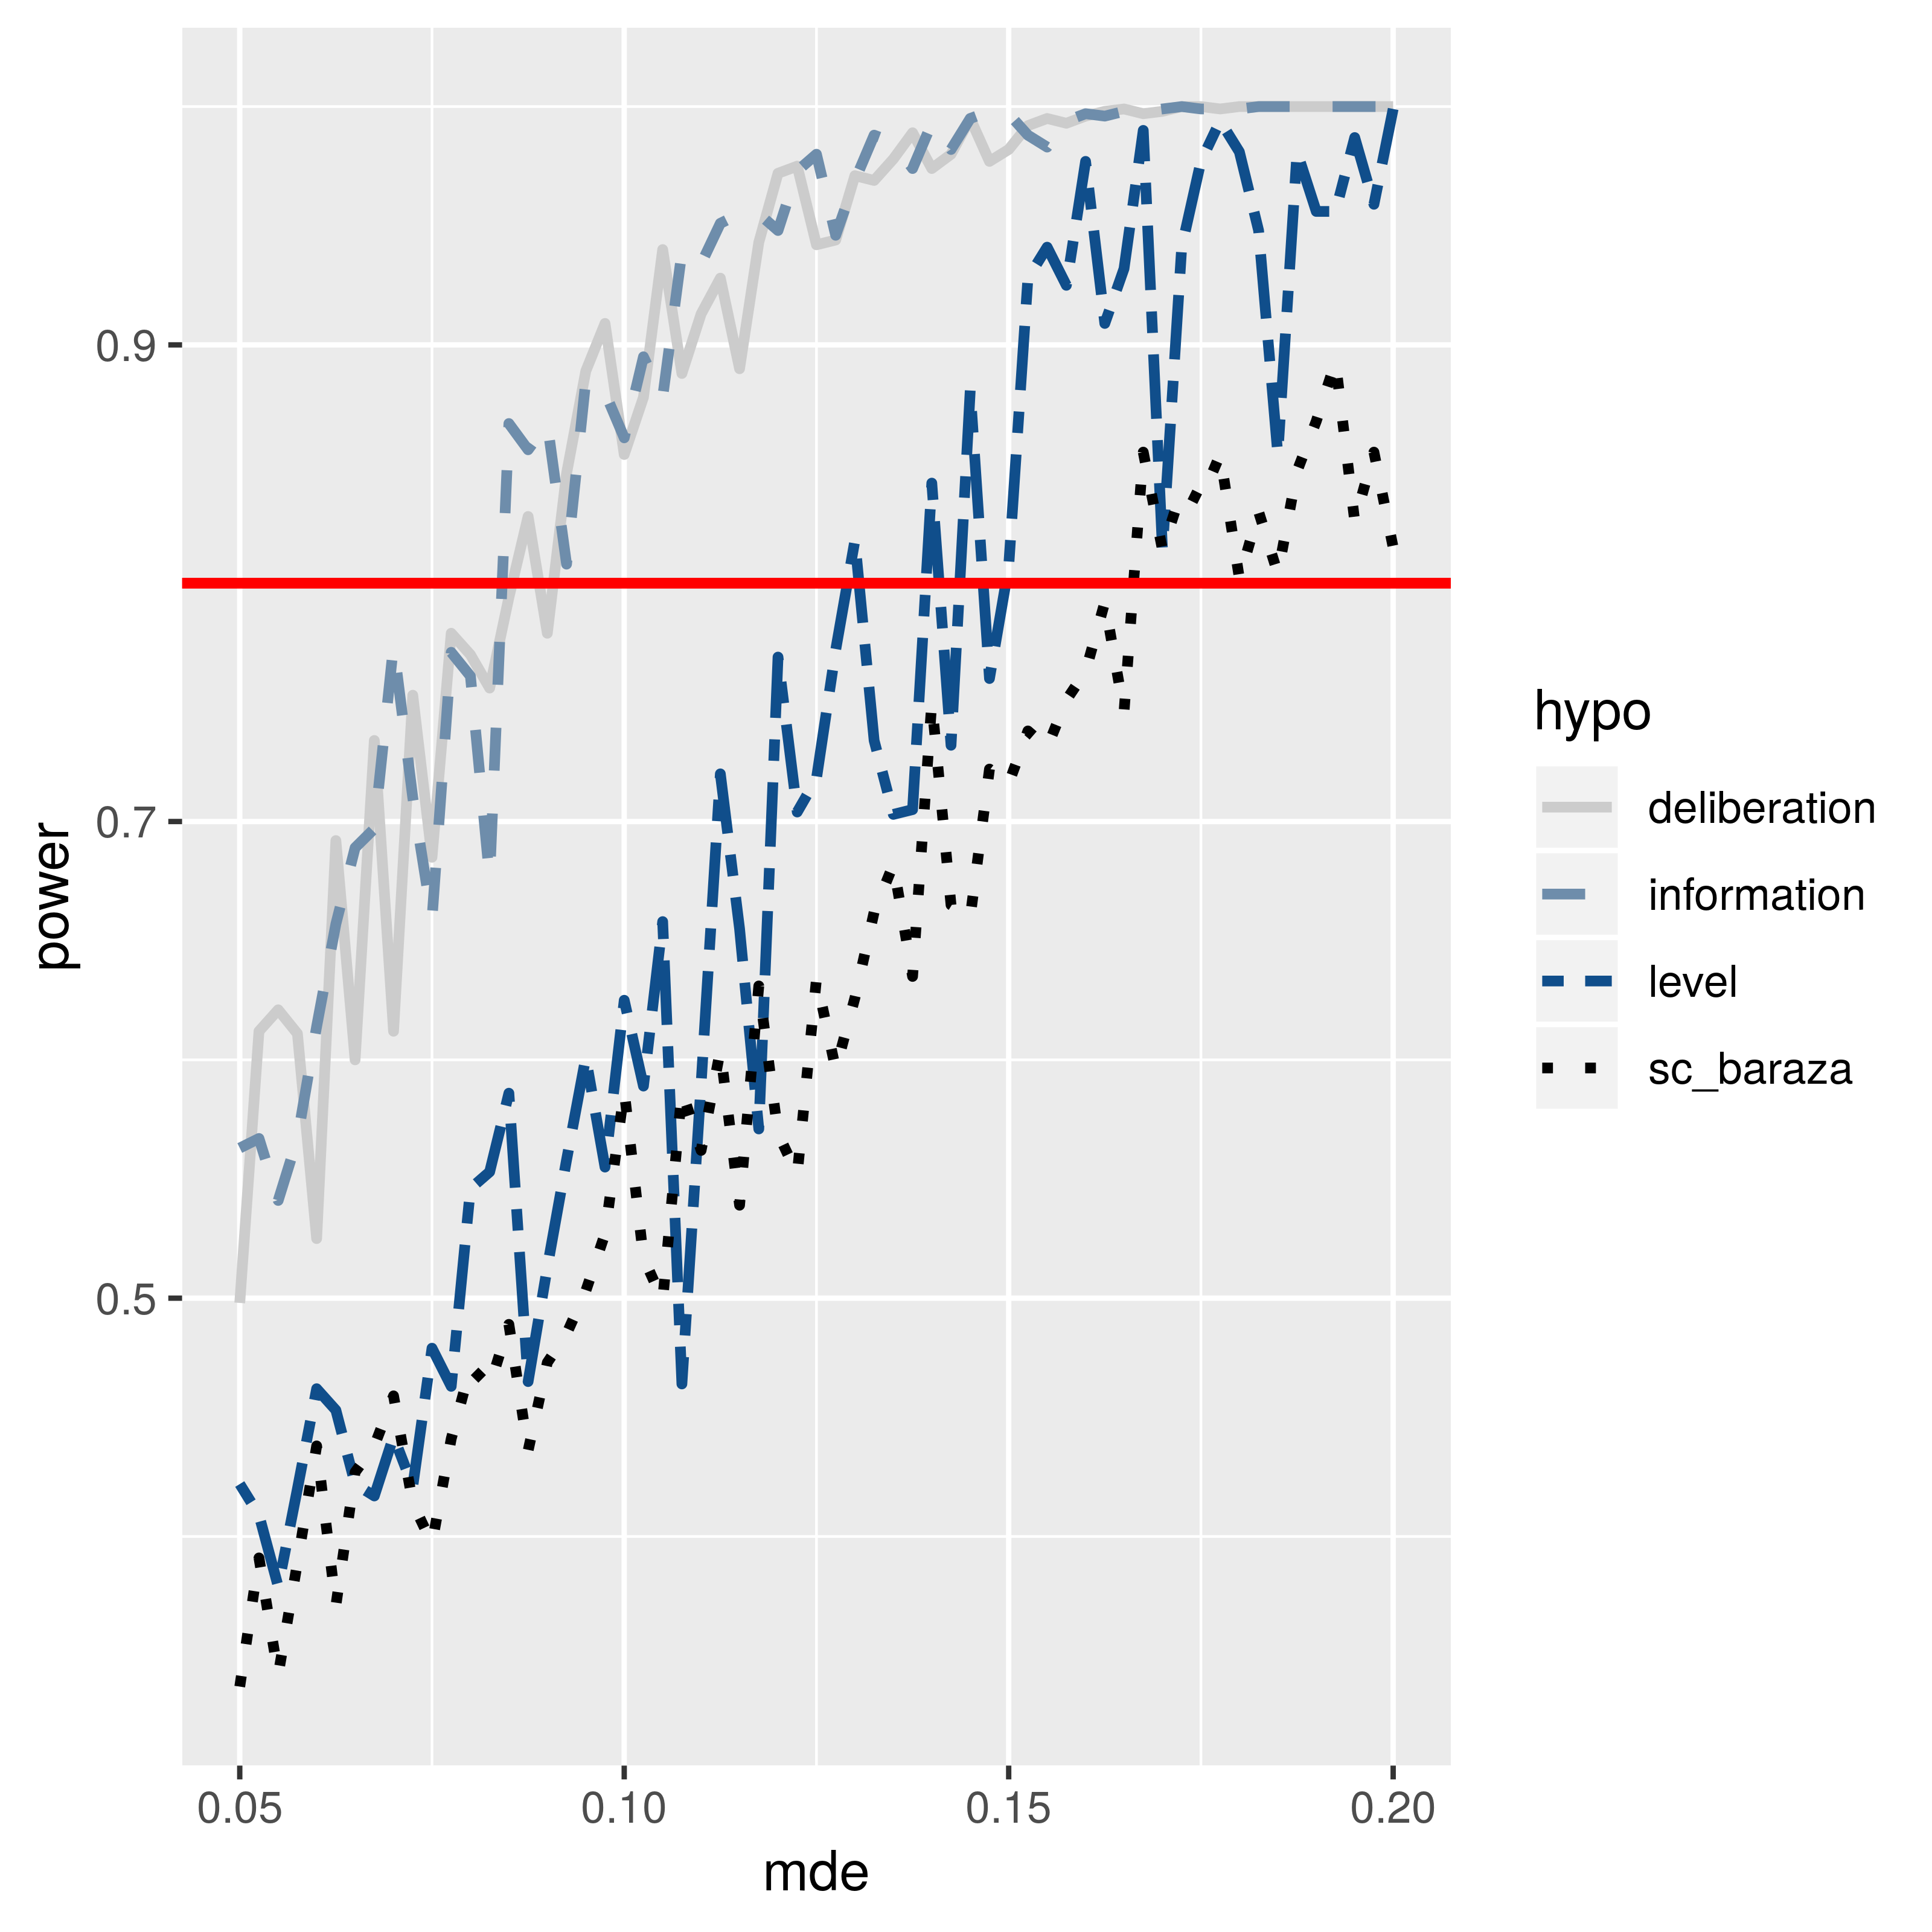 0.9
0.7
0.5
power
0.05 0.10 0.15 0.20
mde
hypo
deliberation
information
level
sc_baraza